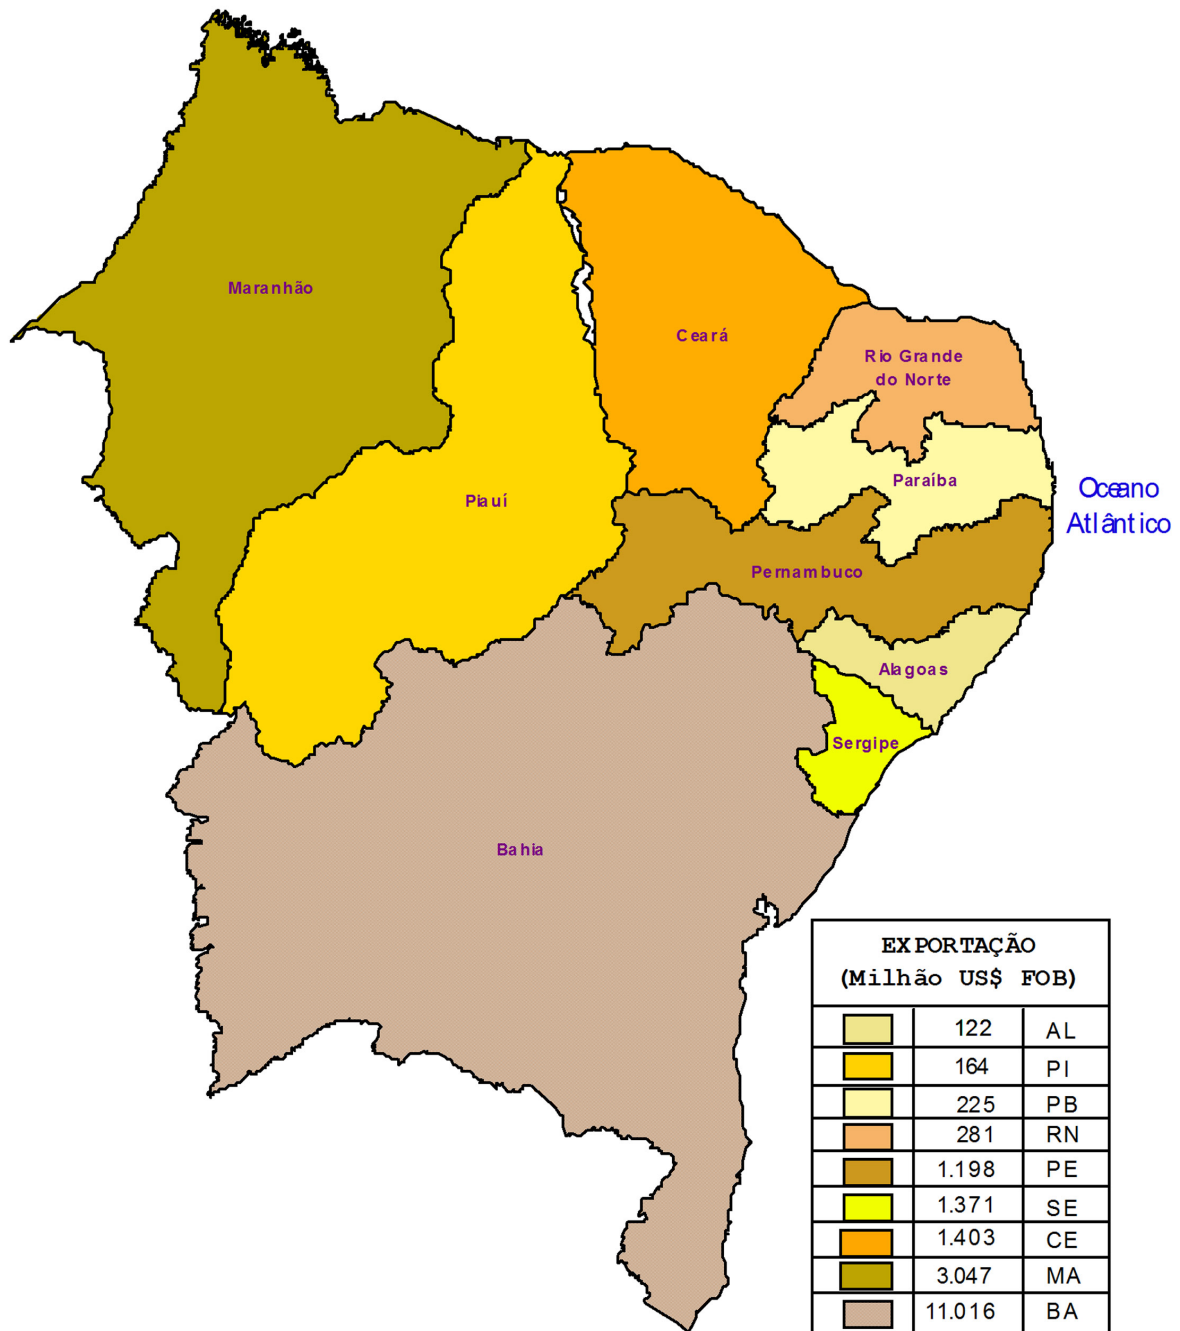 Maranhão
Ceará
Rio Grande
do Norte
Piauí
Paraíba
Oceano
Atlântico
Pernambuco
Alagoas
Sergipe
Bahia
EXPORTAÇÃO
(Milhão US$ FOB)
122 AL
164 PI
225 PB
281 RN
1.198 PE
1.371 SE
1.403 CE
3.047 MA
11.016 BA